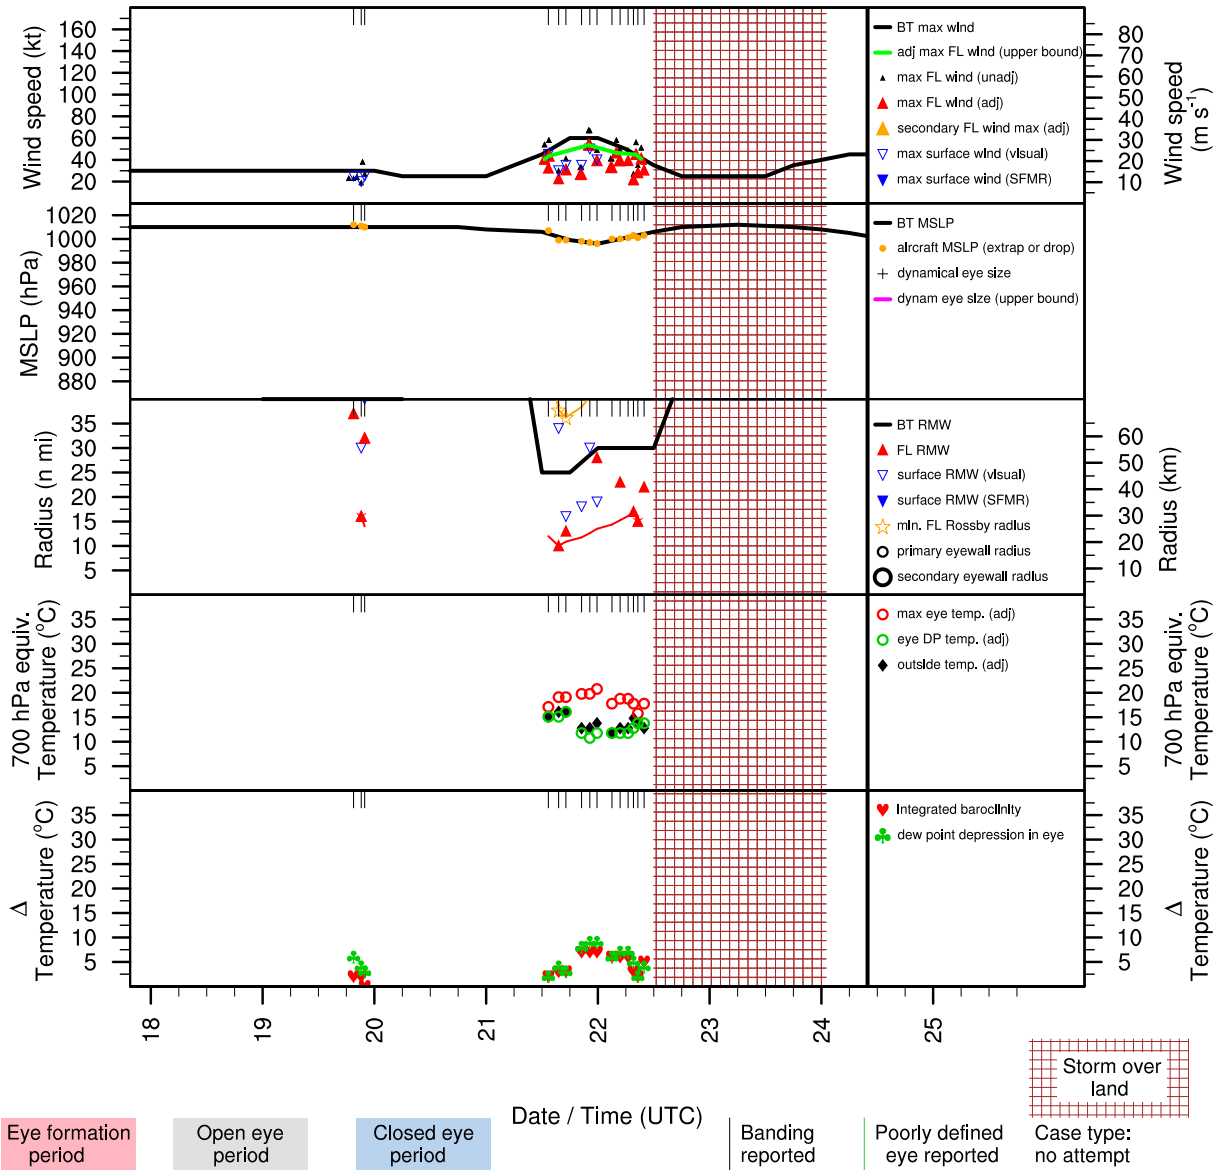 160
140
120
100
80
60
40
20
Wind speed (kt)
BT max wind
adj max FL wind (upper bound)
max FL wind (unadj)
max FL wind (adj)
secondary FL wind max (adj)
max surface wind (visual)
max surface wind (SFMR)
80
70
60
50
40
30
20
10
Wind speed
(m s-1)
1020
1000
980
960
940
920
900
880
MSLP (hPa)
BT MSLP
aircraft MSLP (extrap or drop)
dynamical eye size
dynam eye size (upper bound)
35
30
25
20
15
10
5
Radius (n mi)
BT RMW
FL RMW
surface RMW (visual)
surface RMW (SFMR)
min. FL Rossby radius
primary eyewall radius
secondary eyewall radius
60
50
40
30
20
10
Radius (km)
35
30
25
20
15
10
5
700 hPa equiv.
Temperature (°C)
max eye temp. (adj)
eye DP temp. (adj)
outside temp. (adj)
35
30
25
20
15
10
5
700 hPa equiv.
Temperature (°C)
35
30
25
20
15
10
5
Δ
Temperature (°C)
Integrated baroclinity
dew point depression in eye
35
30
25
20
15
10
5
Δ
Temperature (°C)
18
19
20
21
22
23
24
25
Date / Time (UTC)
Storm over
land
Eye formation
period
Open eye
period
Closed eye
period
Banding
reported
Poorly defined
eye reported
Case type:
no attempt